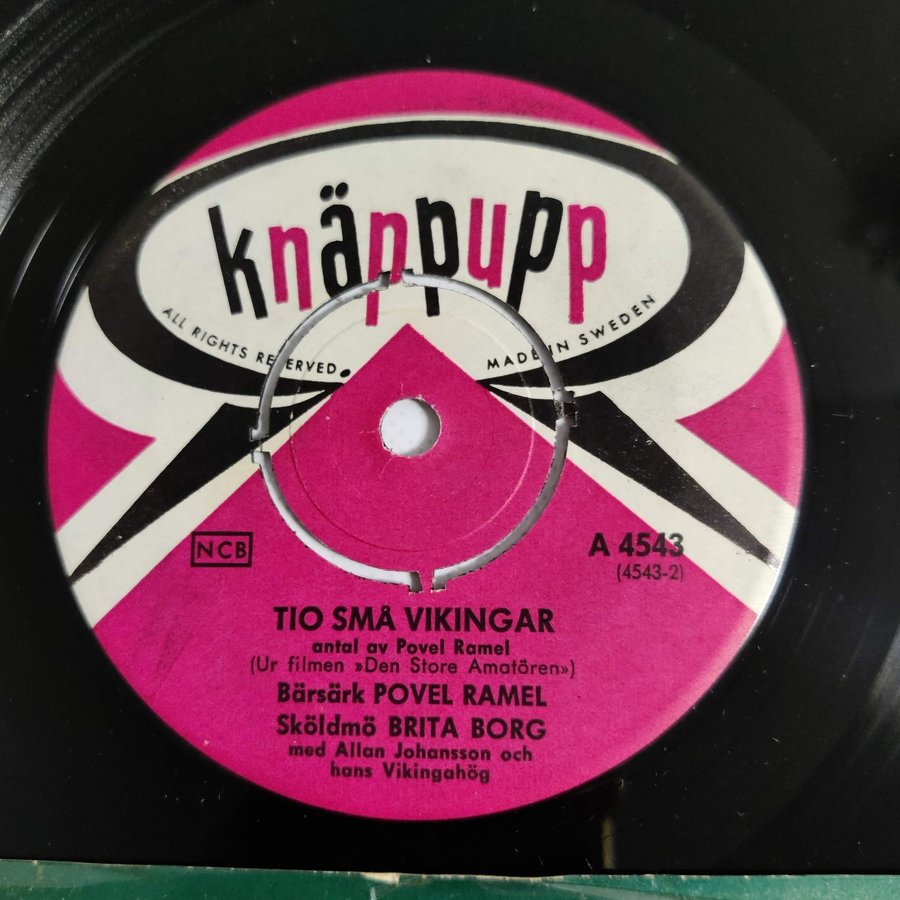 knäppupp
ALL RIGHTS RESERVED.
MADE IN SWEDEN
NCB
A 4543
(4543-2)
TIO SMÅ VIKINGAR
antal av Povel Ramel
(Ur filmen »Den Store Amatören»)
Bärsärk POVEL RAMEL
Sköldmö BRITA BORG
med Allan Johansson och
hans Vikingahög